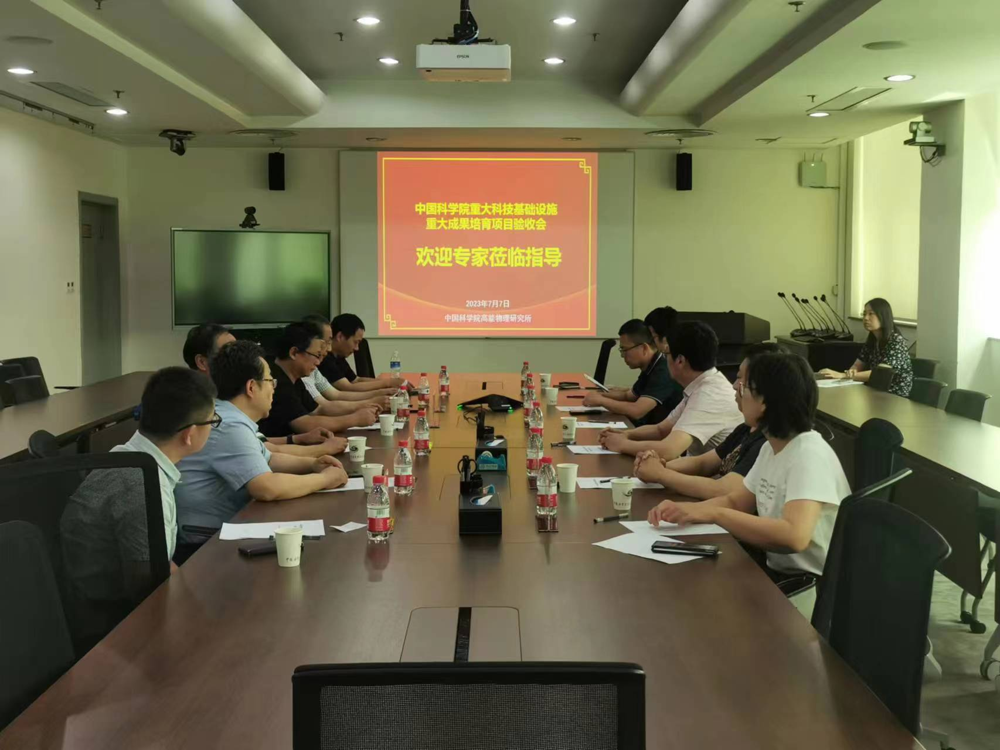 EPSON
中国科学院重大科技基础设施
重大成果培育项目验收会
欢迎专家莅临指导
2023年7月7日
中国科学院高能物理研究所